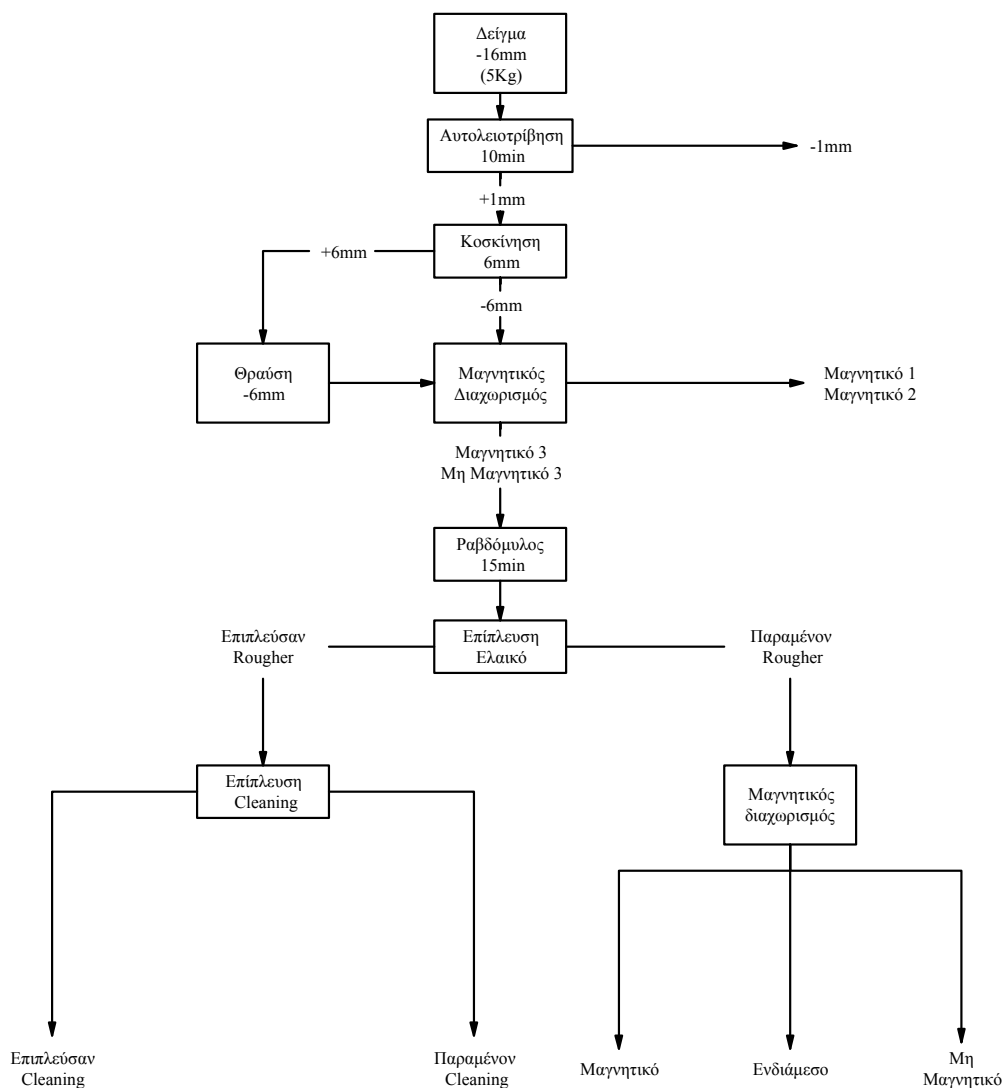 Δείγμα
-16mm
(5Kg)
Αυτολειοτρίβηση
10min
-1mm
+1mm
Κοσκίνηση
6mm
+6mm
-6mm
Θραύση
-6mm
Μαγνητικός
Διαχωρισμός
Μαγνητικό 1
Μαγνητικό 2
Μαγνητικό 3
Μη Μαγνητικό 3
Ραβδόμυλος
15min
Επιπλεύσαν
Rougher
Επίπλευση
Ελαικό
Παραμένον
Rougher
Επίπλευση
Cleaning
Μαγνητικός
διαχωρισμός
Επιπλεύσαν
Cleaning
Παραμένον
Cleaning
Μαγνητικό
Ενδιάμεσο
Μη
Μαγνητικό